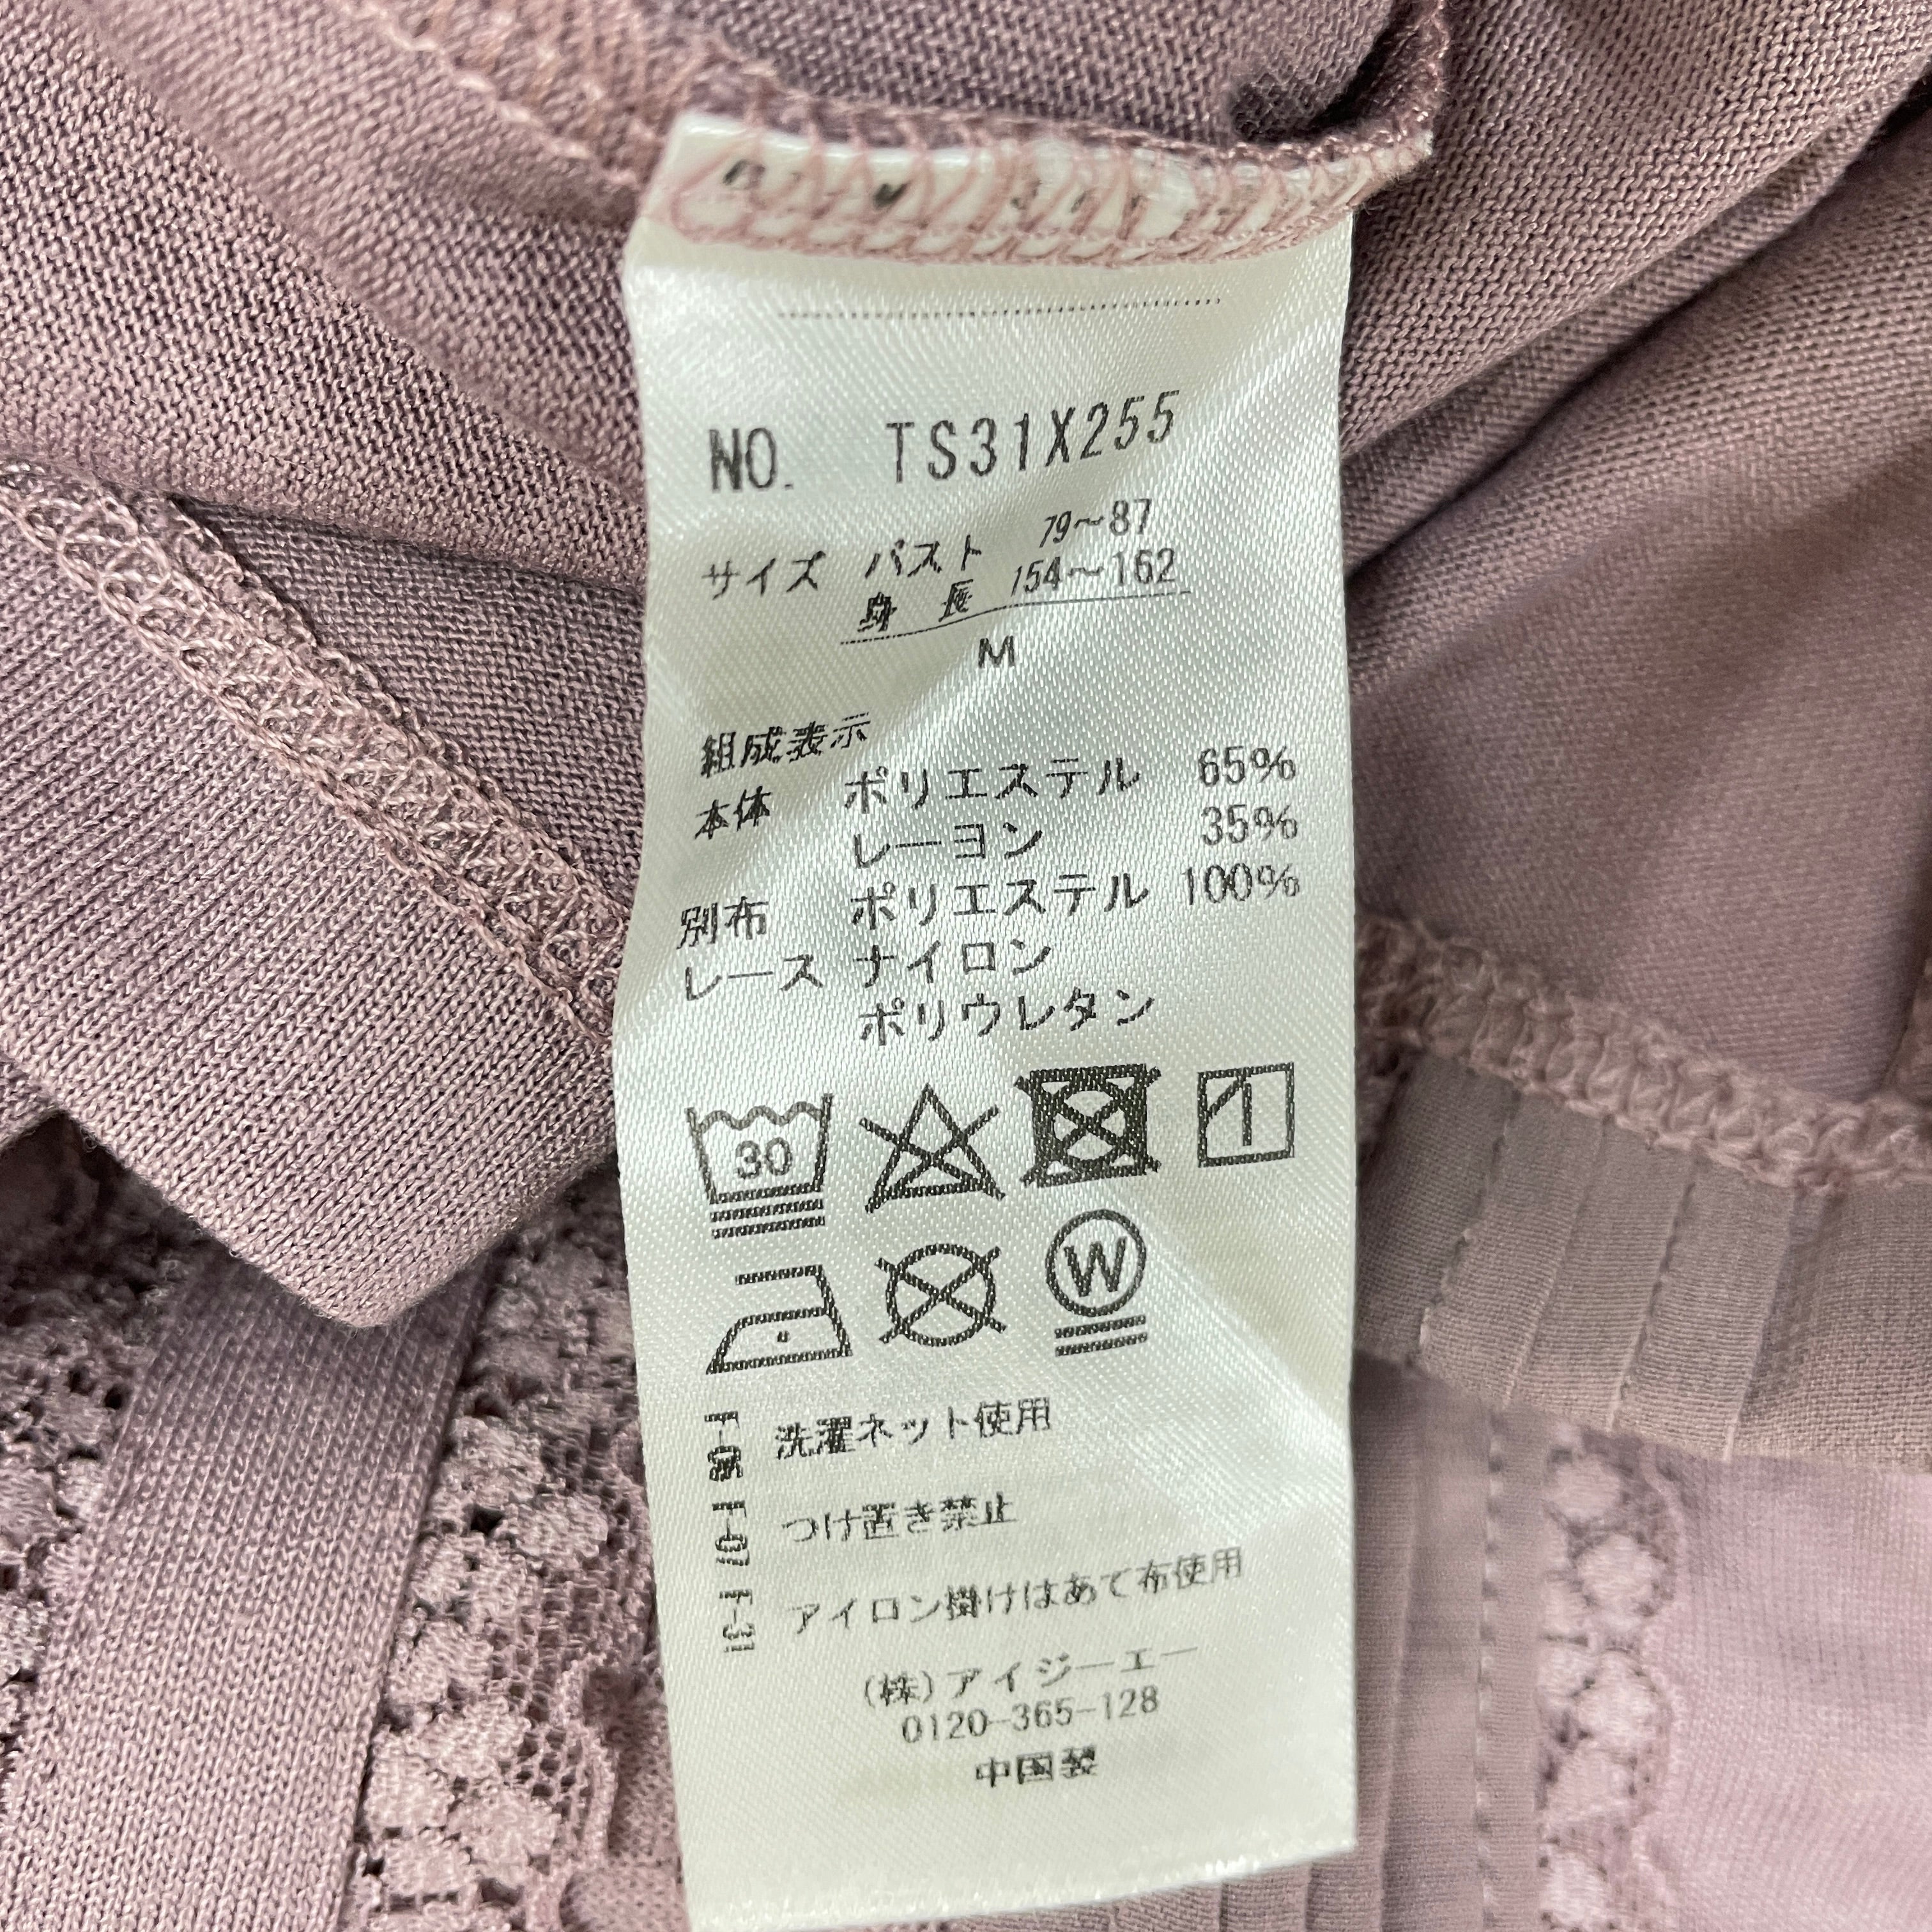 NO. TS31X255
サイズ バスト 79～87
身 長 154～162
M
組成表示
本体 ポリエステル 65%
レーヨン 35%
別布 ポリエステル 100%
レース ナイロン
ポリウレタン
30
W
洗濯ネット使用
つけ置き禁止
アイロン掛けはあて布使用
F-07 F-31
(株)アイジーエー
0120-365-128
中国製